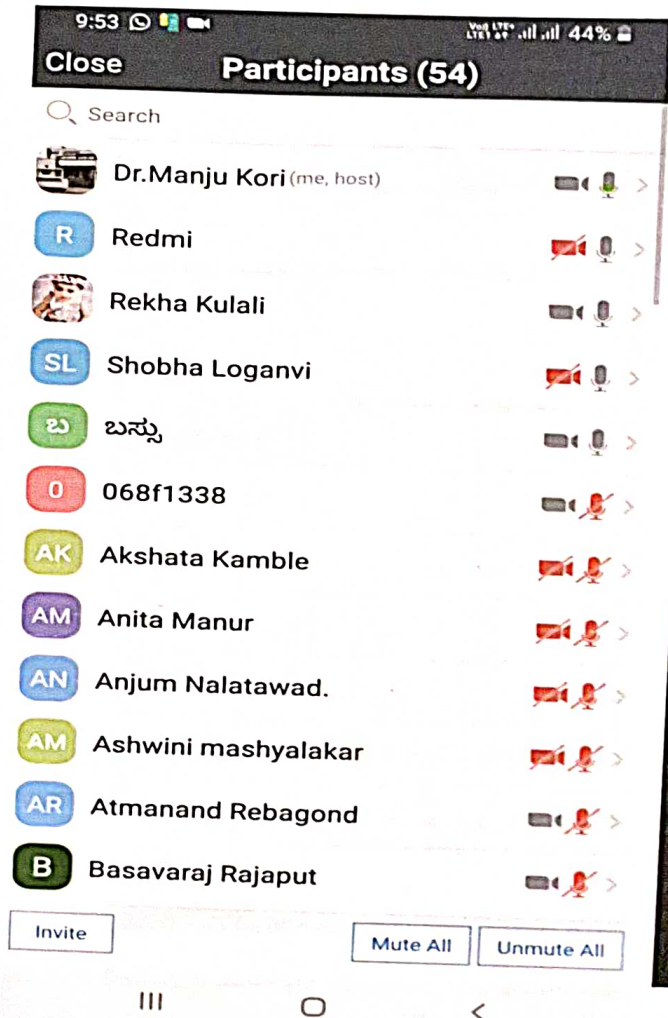 9:53 44%
Close Participants (54)
Search
Dr.Manju Kori (me, host)
R Redmi
Rekha Kulali
SL Shobha Loganvi
ಬ ಬಸ್ಸು
0 068f1338
AK Akshata Kamble
AM Anita Manur
AN Anjum Nalatawad.
AM Ashwini mashyalakar
AR Atmanand Rebagond
B Basavaraj Rajaput
Invite Mute All Unmute All